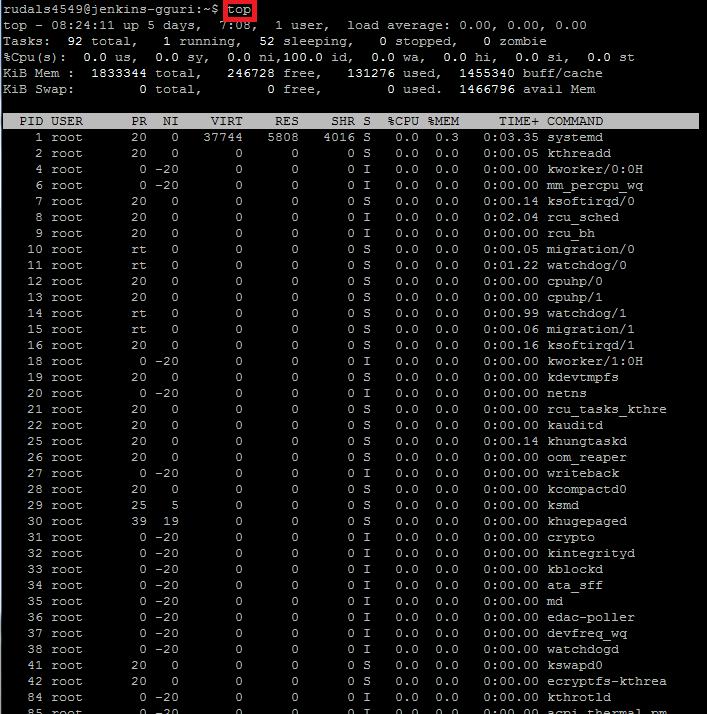 rudals4549@jenkins-gguri:~$ top
top - 08:24:11 up 5 days,  7:08,  1 user,  load average: 0.00, 0.00, 0.00
Tasks:  92 total,   1 running,  52 sleeping,   0 stopped,   0 zombie
%Cpu(s):  0.0 us,  0.0 sy,  0.0 ni,100.0 id,  0.0 wa,  0.0 hi,  0.0 si,  0.0 st
KiB Mem :  1833344 total,   246728 free,   131276 used,  1455340 buff/cache
KiB Swap:        0 total,        0 free,        0 used.  1466796 avail Mem
PID USER      PR  NI    VIRT    RES    SHR S  %CPU %MEM     TIME+ COMMAND
1 root      20   0   37744   5808   4016 S   0.0  0.3   0:03.35 systemd
2 root      20   0       0      0      0 S   0.0  0.0   0:00.05 kthreadd
4 root       0 -20       0      0      0 I   0.0  0.0   0:00.00 kworker/0:0H
6 root       0 -20       0      0      0 I   0.0  0.0   0:00.00 mm_percpu_wq
7 root      20   0       0      0      0 S   0.0  0.0   0:00.14 ksoftirqd/0
8 root      20   0       0      0      0 I   0.0  0.0   0:02.04 rcu_sched
9 root      20   0       0      0      0 I   0.0  0.0   0:00.00 rcu_bh
10 root      rt   0       0      0      0 S   0.0  0.0   0:00.05 migration/0
11 root      rt   0       0      0      0 S   0.0  0.0   0:01.22 watchdog/0
12 root      20   0       0      0      0 S   0.0  0.0   0:00.00 cpuhp/0
13 root      20   0       0      0      0 S   0.0  0.0   0:00.00 cpuhp/1
14 root      rt   0       0      0      0 S   0.0  0.0   0:00.99 watchdog/1
15 root      rt   0       0      0      0 S   0.0  0.0   0:00.06 migration/1
16 root      20   0       0      0      0 S   0.0  0.0   0:00.16 ksoftirqd/1
18 root       0 -20       0      0      0 I   0.0  0.0   0:00.00 kworker/1:0H
19 root      20   0       0      0      0 S   0.0  0.0   0:00.00 kdevtmpfs
20 root       0 -20       0      0      0 I   0.0  0.0   0:00.00 netns
21 root      20   0       0      0      0 S   0.0  0.0   0:00.00 rcu_tasks_kthre
22 root      20   0       0      0      0 S   0.0  0.0   0:00.00 kauditd
25 root      20   0       0      0      0 S   0.0  0.0   0:00.14 khungtaskd
26 root      20   0       0      0      0 S   0.0  0.0   0:00.00 oom_reaper
27 root       0 -20       0      0      0 I   0.0  0.0   0:00.00 writeback
28 root      20   0       0      0      0 S   0.0  0.0   0:00.00 kcompactd0
29 root      25   5       0      0      0 S   0.0  0.0   0:00.00 ksmd
30 root      39  19       0      0      0 S   0.0  0.0   0:00.00 khugepaged
31 root       0 -20       0      0      0 I   0.0  0.0   0:00.00 crypto
32 root       0 -20       0      0      0 I   0.0  0.0   0:00.00 kintegrityd
33 root       0 -20       0      0      0 I   0.0  0.0   0:00.00 kblockd
34 root       0 -20       0      0      0 I   0.0  0.0   0:00.00 ata_sff
35 root       0 -20       0      0      0 I   0.0  0.0   0:00.00 md
36 root       0 -20       0      0      0 I   0.0  0.0   0:00.00 edac-poller
37 root       0 -20       0      0      0 I   0.0  0.0   0:00.00 devfreq_wq
38 root       0 -20       0      0      0 I   0.0  0.0   0:00.00 watchdogd
41 root      20   0       0      0      0 S   0.0  0.0   0:00.00 kswapd0
42 root      20   0       0      0      0 S   0.0  0.0   0:00.00 ecryptfs-kthrea
84 root       0 -20       0      0      0 I   0.0  0.0   0:00.00 kthrotld
85 root       0 -20       0      0      0 I   0.0  0.0   0:00.00 acpi_thermal_pm